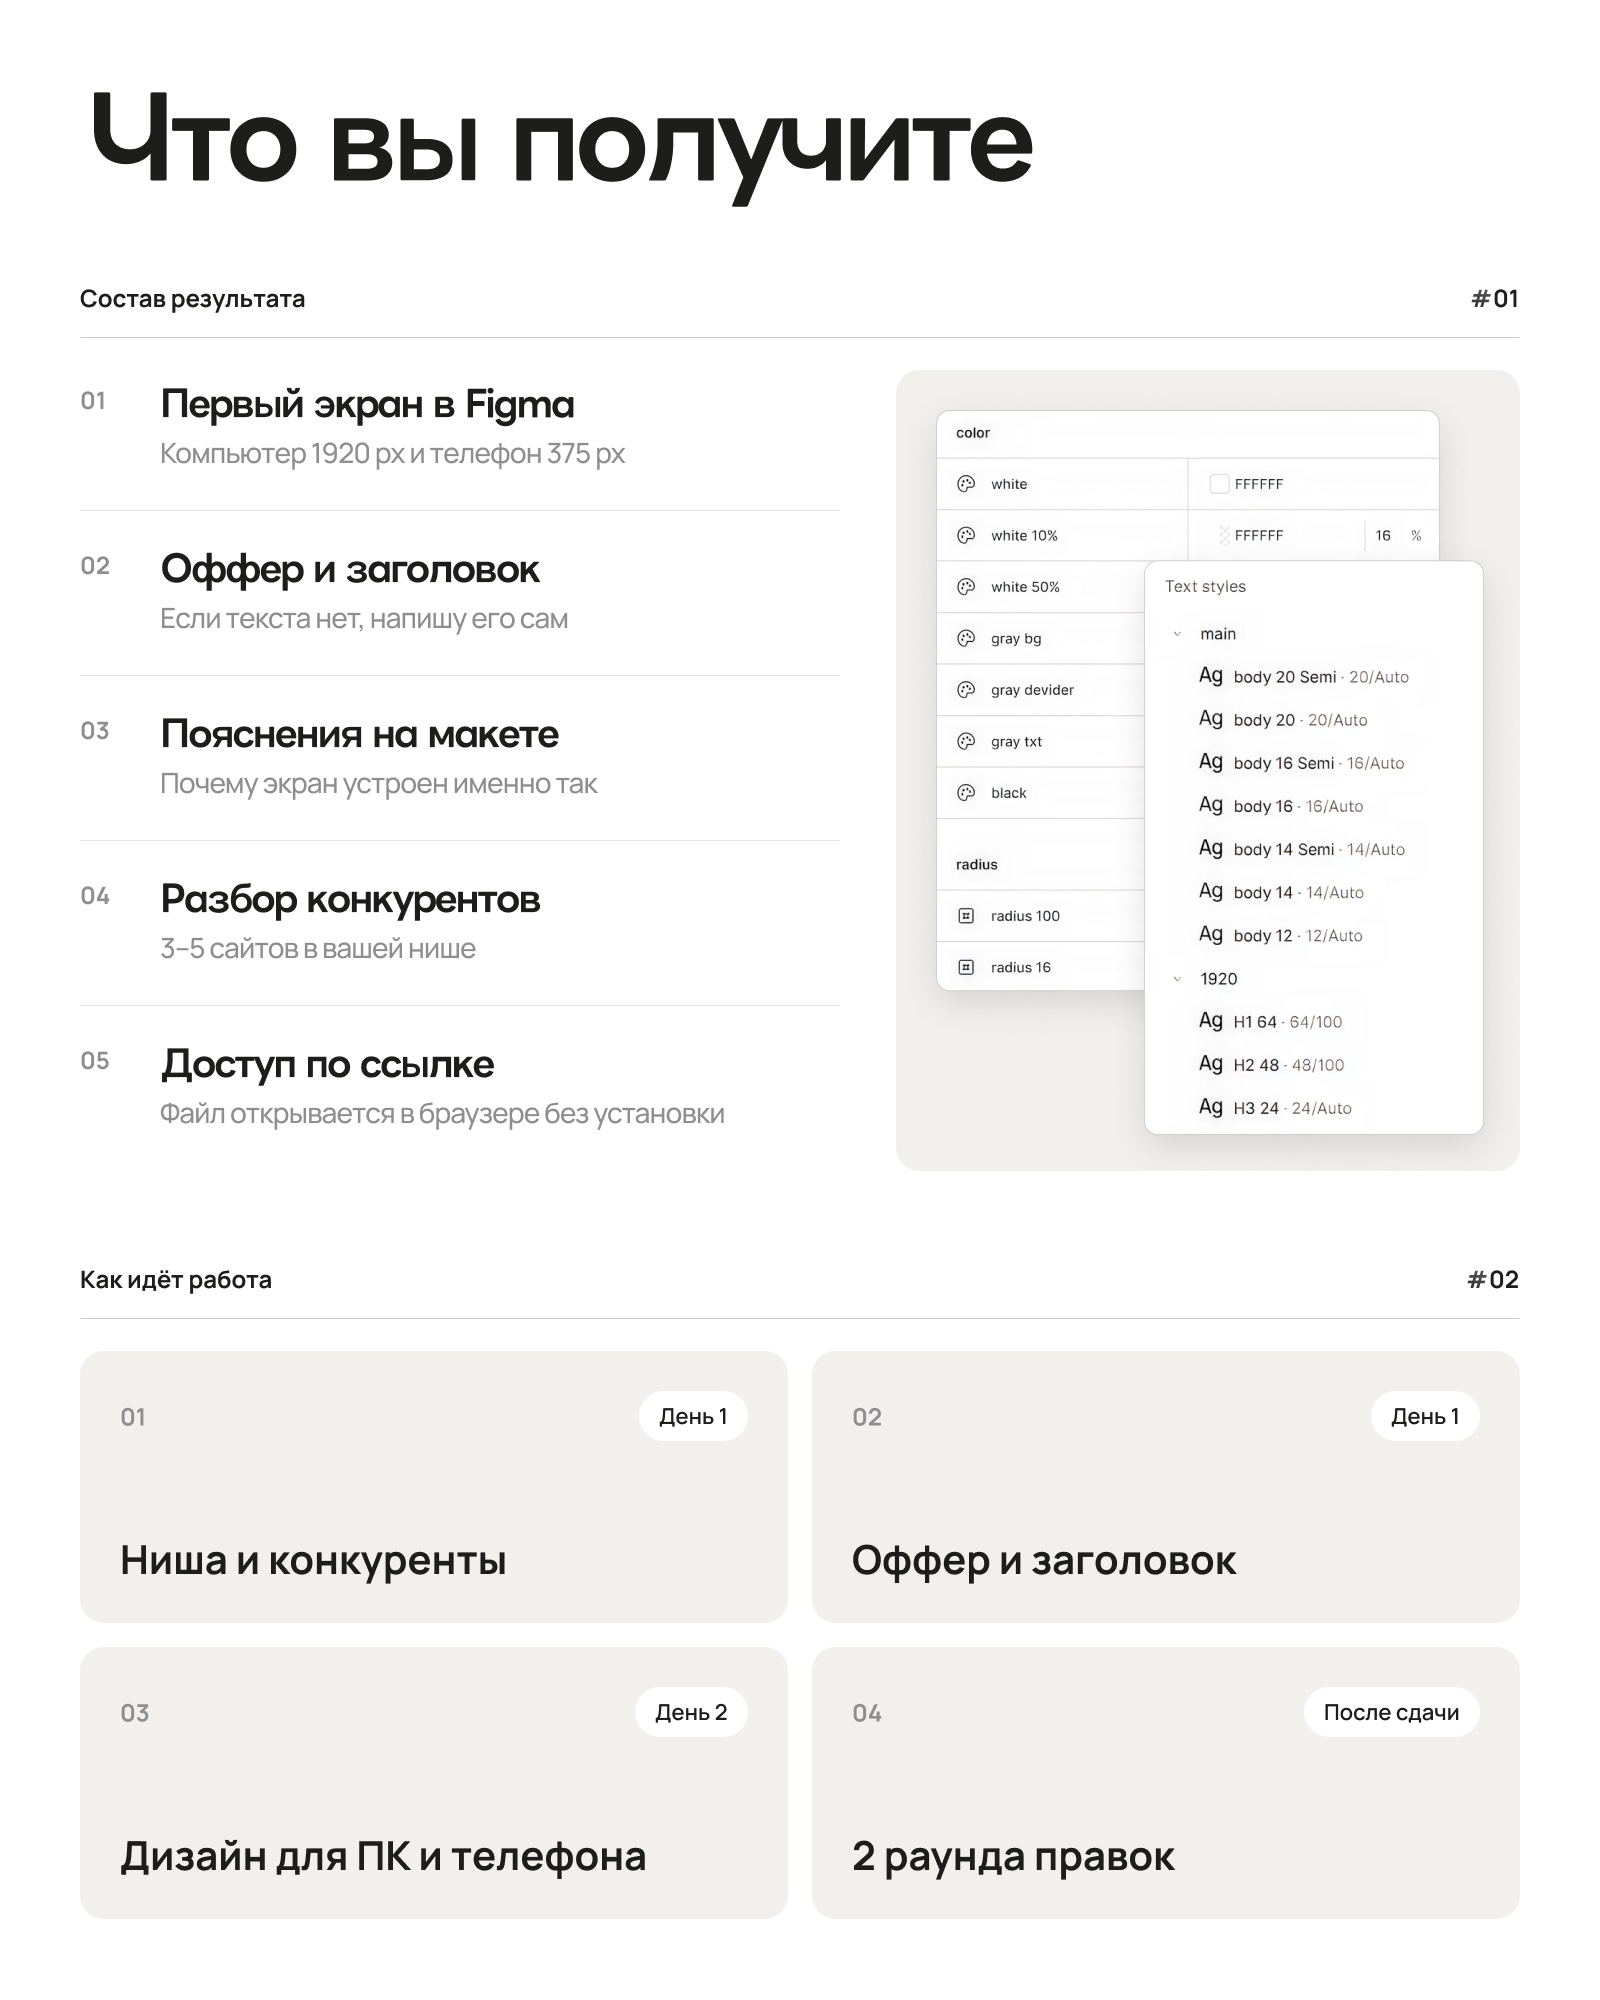 Что вы получите
Состав результата
#01
01
Первый экран в Figma
Компьютер 1920 px и телефон 375 px
02
Оффер и заголовок
Если текста нет, напишу его сам
03
Пояснения на макете
Почему экран устроен именно так
04
Разбор конкурентов
3–5 сайтов в вашей нише
05
Доступ по ссылке
Файл открывается в браузере без установки
color
white
FFFFFF
white 10%
FFFFFF
16 %
white 50%
gray bg
gray devider
gray txt
black
radius
radius 100
radius 16
Text styles
main
Ag body 20 Semi · 20/Auto
Ag body 20 · 20/Auto
Ag body 16 Semi · 16/Auto
Ag body 16 · 16/Auto
Ag body 14 Semi · 14/Auto
Ag body 14 · 14/Auto
Ag body 12 · 12/Auto
1920
Ag H1 64 · 64/100
Ag H2 48 · 48/100
Ag H3 24 · 24/Auto
Как идёт работа
#02
01
День 1
Ниша и конкуренты
02
День 1
Оффер и заголовок
03
День 2
Дизайн для ПК и телефона
04
После сдачи
2 раунда правок